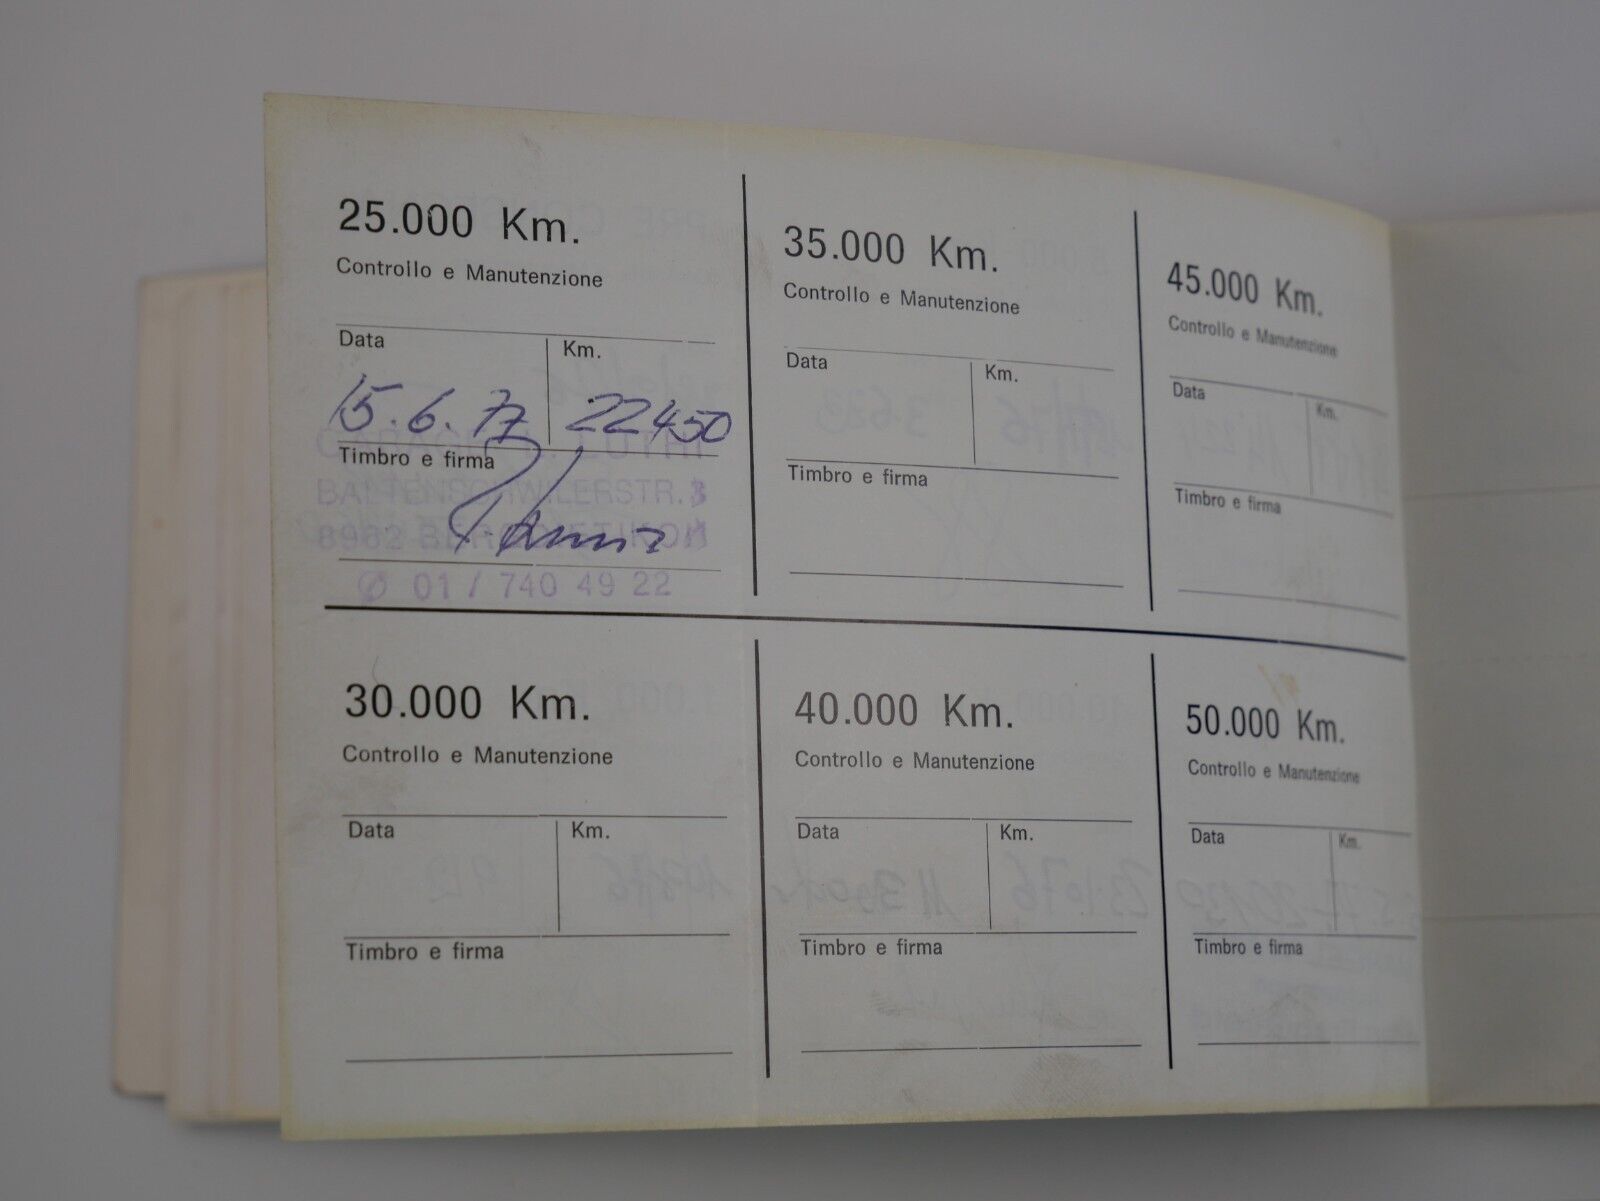 25.000 Km.
Controllo e Manutenzione
Data
Km.
15.6.77
22450
Timbro e firma
BALTENSCHWILERSTR. 3
8962 BERGDIETIKON
✆ 01 / 740 49 22
35.000 Km.
Controllo e Manutenzione
Data
Km.
Timbro e firma
45.000 Km.
Controllo e Manutenzione
Data
Km.
Timbro e firma
30.000 Km.
Controllo e Manutenzione
Data
Km.
Timbro e firma
40.000 Km.
Controllo e Manutenzione
Data
Km.
Timbro e firma
50.000 Km.
Controllo e Manutenzione
Data
Km.
Timbro e firma